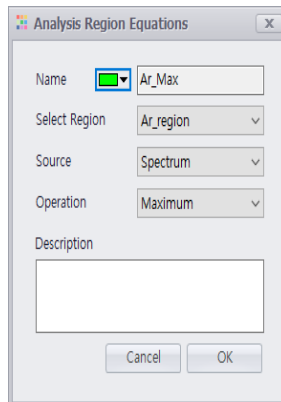 Analysis Region Equations
Name Ar_Max
Select Region Ar_region
Source Spectrum
Operation Maximum
Description
Cancel OK